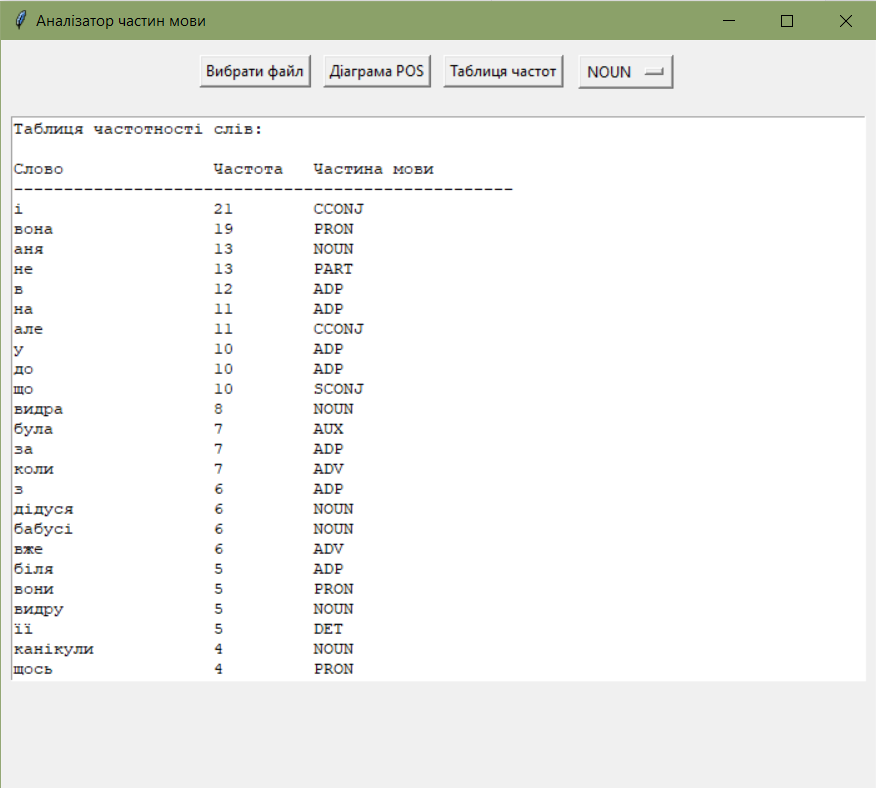 Аналізатор частин мови
Вибрати файл Діаграма POS Таблиця частот NOUN
Таблиця частотності слів:
Слово Частота Частина мови
--------------------------------------------------
і 21 CCONJ
вона 19 PRON
аня 13 NOUN
не 13 PART
в 12 ADP
на 11 ADP
але 11 CCONJ
у 10 ADP
до 10 ADP
що 10 SCONJ
видра 8 NOUN
була 7 AUX
за 7 ADP
коли 7 ADV
з 6 ADP
дідуся 6 NOUN
бабусі 6 NOUN
вже 6 ADV
біля 5 ADP
вони 5 PRON
видру 5 NOUN
її 5 DET
канікули 4 NOUN
щось 4 PRON